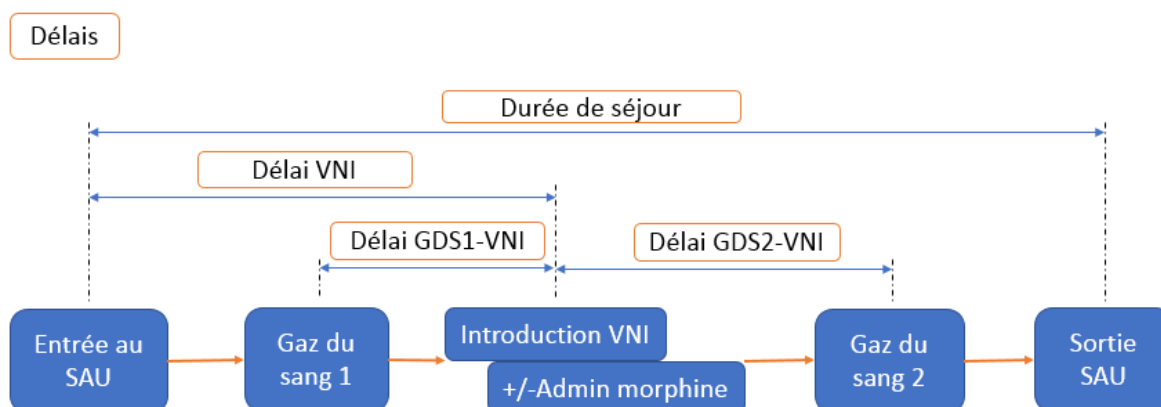 Délais
Durée de séjour
Délai VNI
Délai GDS1-VNI
Délai GDS2-VNI
Entrée au
SAU
Gaz du
sang 1
Introduction VNI
+/-Admin morphine
Gaz du
sang 2
Sortie
SAU